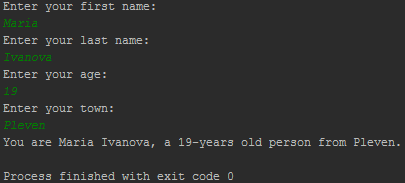 Enter your first name:
Maria
Enter your last name:
Ivanova
Enter your age:
19
Enter your town:
Pleven
You are Maria Ivanova, a 19-years old person from Pleven.
Process finished with exit code 0